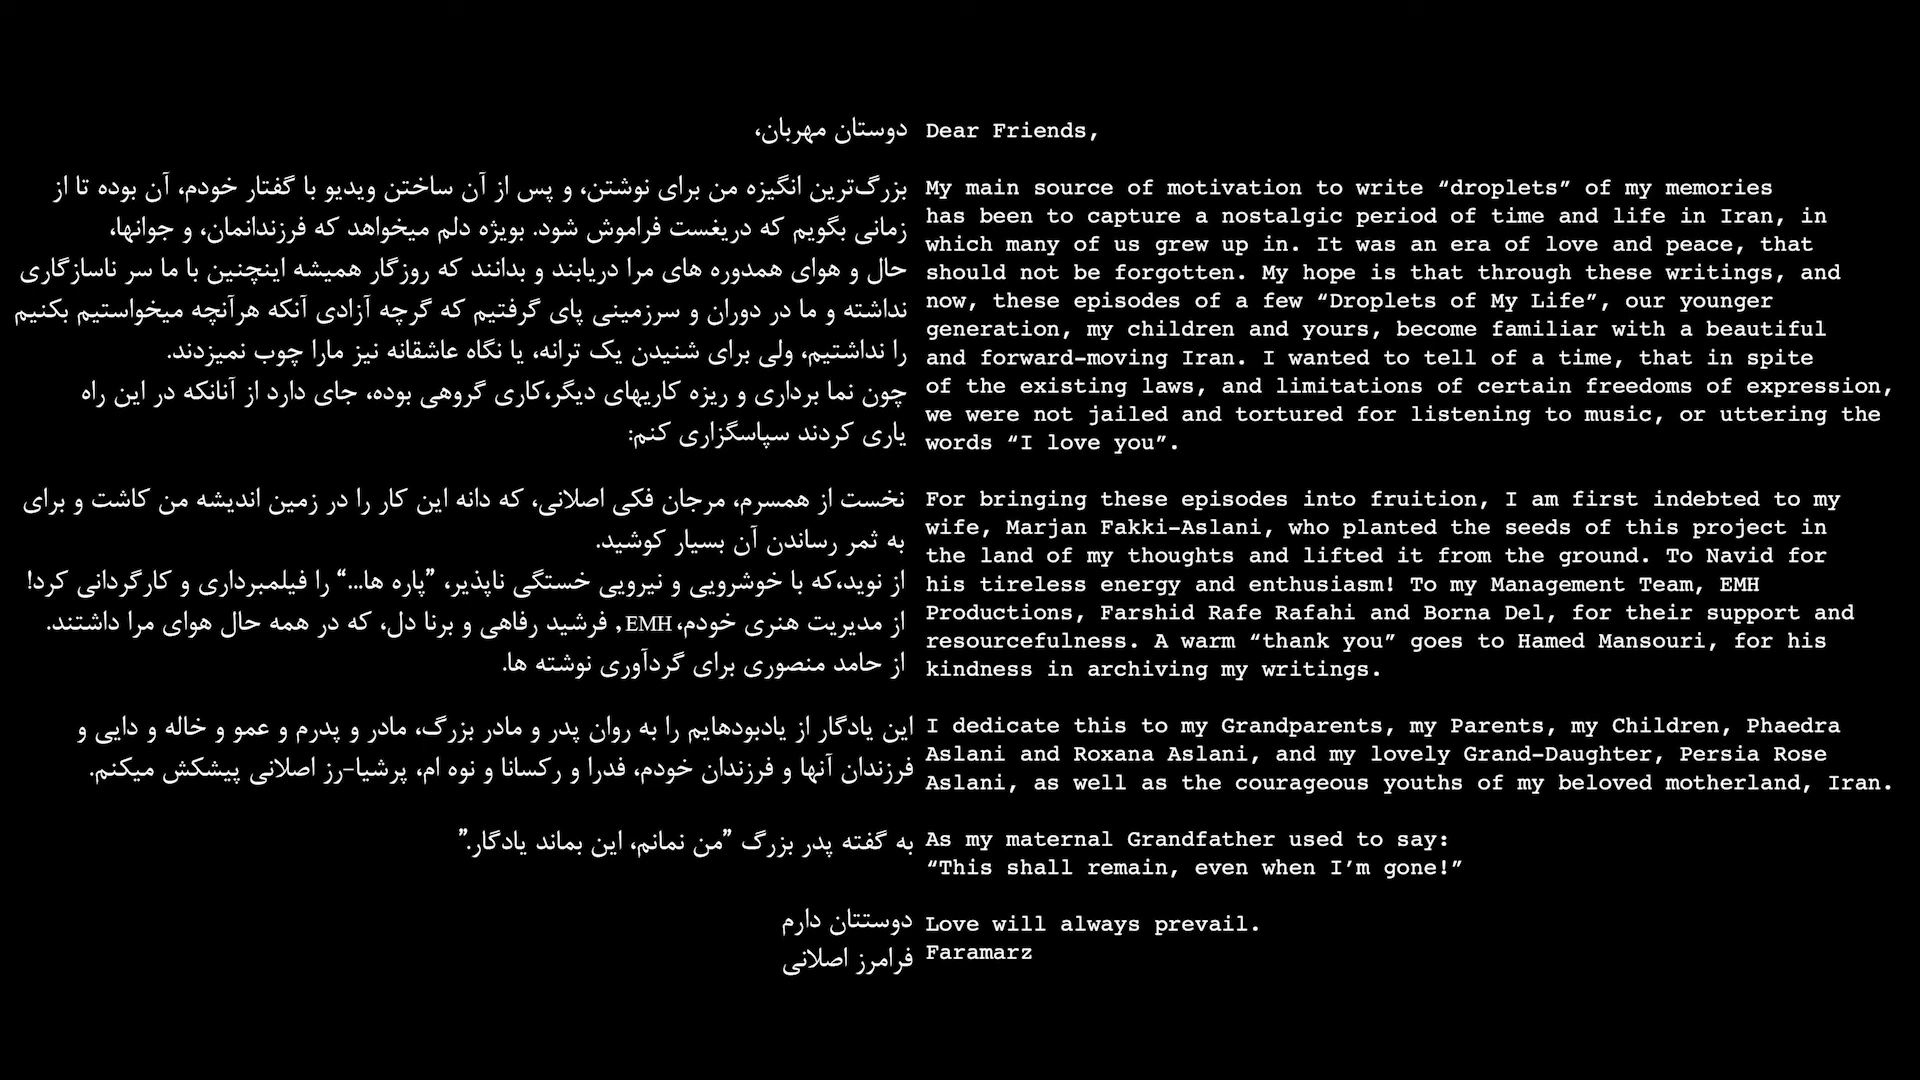 دوستان مهربان،
بزرگ‌ترین انگیزه من برای نوشتن، و پس از آن ساختن ویدیو با گفتار خودم، آن بوده تا از
زمانی بگویم که دریغست فراموش شود. بویژه دلم میخواهد که فرزندانمان، و جوانها،
حال و هوای همدوره های مرا دریابند و بدانند که روزگار همیشه اینچنین با ما سر ناسازگاری
نداشته و ما در دوران و سرزمینی پای گرفتیم که گرچه آزادی آنکه هرآنچه میخواستیم بکنیم
را نداشتیم، ولی برای شنیدن یک ترانه، یا نگاه عاشقانه نیز مارا چوب نمیزدند.
چون نما برداری و ریزه کاریهای دیگر،کاری گروهی بوده، جای دارد از آنانکه در این راه
یاری کردند سپاسگزاری کنم:
نخست از همسرم، مرجان فکی اصلانی، که دانه این کار را در زمین اندیشه من کاشت و برای
به ثمر رساندن آن بسیار کوشید.
از نوید،که با خوشرویی و نیرویی خستگی ناپذیر، ”پاره ها...“ را فیلمبرداری و کارگردانی کرد!
از مدیریت هنری خودم، EMH, فرشید رفاهی و برنا دل، که در همه حال هوای مرا داشتند.
از حامد منصوری برای گردآوری نوشته ها.
این یادگار از یادبودهایم را به روان پدر و مادر بزرگ، مادر و پدرم و عمو و خاله و دایی و
فرزندان آنها و فرزندان خودم، فدرا و رکسانا و نوه ام، پرشیا-رز اصلانی پیشکش میکنم.
به گفته پدر بزرگ ”من نمانم، این بماند یادگار.”
دوستتان دارم
فرامرز اصلانی
Dear Friends,
My main source of motivation to write “droplets” of my memories
has been to capture a nostalgic period of time and life in Iran, in
which many of us grew up in. It was an era of love and peace, that
should not be forgotten. My hope is that through these writings, and
now, these episodes of a few “Droplets of My Life”, our younger
generation, my children and yours, become familiar with a beautiful
and forward-moving Iran. I wanted to tell of a time, that in spite
of the existing laws, and limitations of certain freedoms of expression,
we were not jailed and tortured for listening to music, or uttering the
words “I love you”.
For bringing these episodes into fruition, I am first indebted to my
wife, Marjan Fakki-Aslani, who planted the seeds of this project in
the land of my thoughts and lifted it from the ground. To Navid for
his tireless energy and enthusiasm! To my Management Team, EMH
Productions, Farshid Rafe Rafahi and Borna Del, for their support and
resourcefulness. A warm “thank you” goes to Hamed Mansouri, for his
kindness in archiving my writings.
I dedicate this to my Grandparents, my Parents, my Children, Phaedra
Aslani and Roxana Aslani, and my lovely Grand-Daughter, Persia Rose
Aslani, as well as the courageous youths of my beloved motherland, Iran.
As my maternal Grandfather used to say:
“This shall remain, even when I’m gone!”
Love will always prevail.
Faramarz